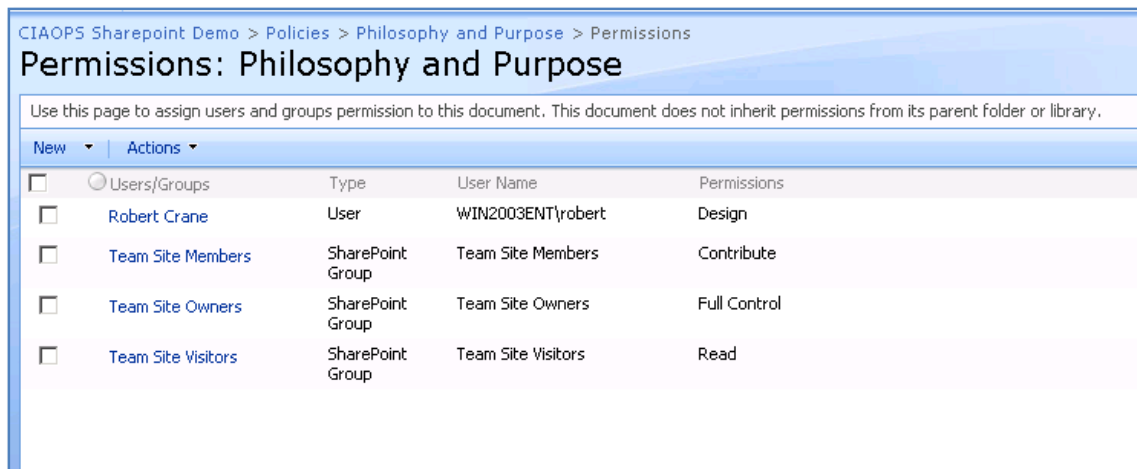 CIAOPS Sharepoint Demo > Policies > Philosophy and Purpose > Permissions
Permissions: Philosophy and Purpose
Use this page to assign users and groups permission to this document. This document does not inherit permissions from its parent folder or library.
New Actions
Users/Groups Type User Name Permissions
Robert Crane User WIN2003ENT\robert Design
Team Site Members SharePoint Group Team Site Members Contribute
Team Site Owners SharePoint Group Team Site Owners Full Control
Team Site Visitors SharePoint Group Team Site Visitors Read